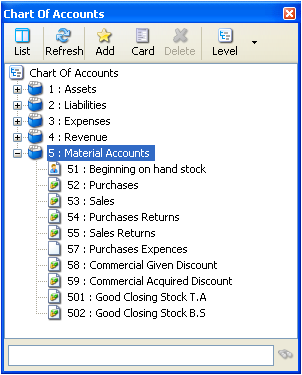 Chart Of Accounts
List Refresh Add Card Delete Level
Chart Of Accounts
1 : Assets
2 : Liabilities
3 : Expenses
4 : Revenue
5 : Material Accounts
51 : Beginning on hand stock
52 : Purchases
53 : Sales
54 : Purchases Returns
55 : Sales Returns
57 : Purchases Expences
58 : Commercial Given Discount
59 : Commercial Acquired Discount
501 : Good Closing Stock T.A
502 : Good Closing Stock B.S